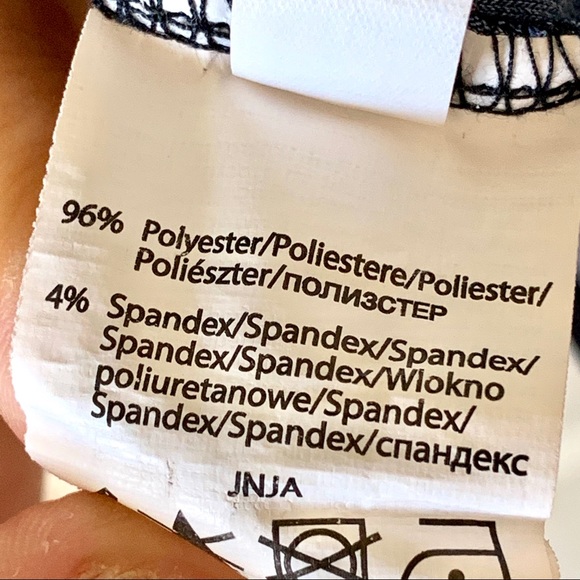 96% Polyester/Poliestere/Poliester/
Poliészter/полиэстер
4% Spandex/Spandex/Spandex/
Spandex/Spandex/Wlokno
poliuretanowe/Spandex/
Spandex/Spandex/спандекс
JNJA